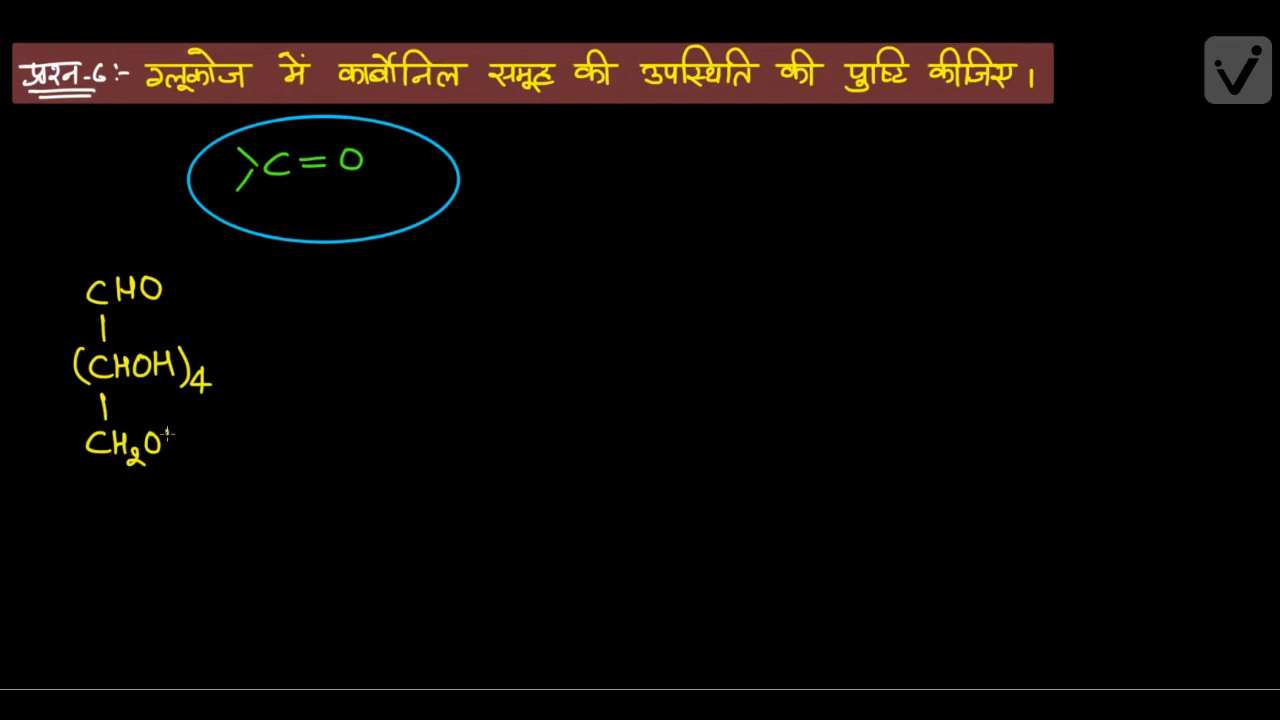 प्रश्न-6:- ग्लूकोज में कार्बोनिल समूह की उपस्थिति की पुष्टि कीजिए।
>C=O
CHO
|
(CHOH)4
|
CH2O